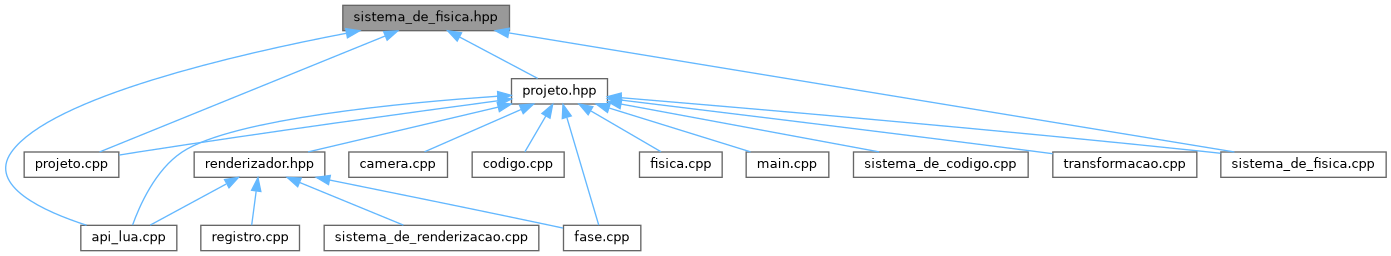 sistema_de_fisica.hpp
projeto.hpp
projeto.cpp
renderizador.hpp
camera.cpp
codigo.cpp
fisica.cpp
main.cpp
sistema_de_codigo.cpp
transformacao.cpp
sistema_de_fisica.cpp
api_lua.cpp
registro.cpp
sistema_de_renderizacao.cpp
fase.cpp